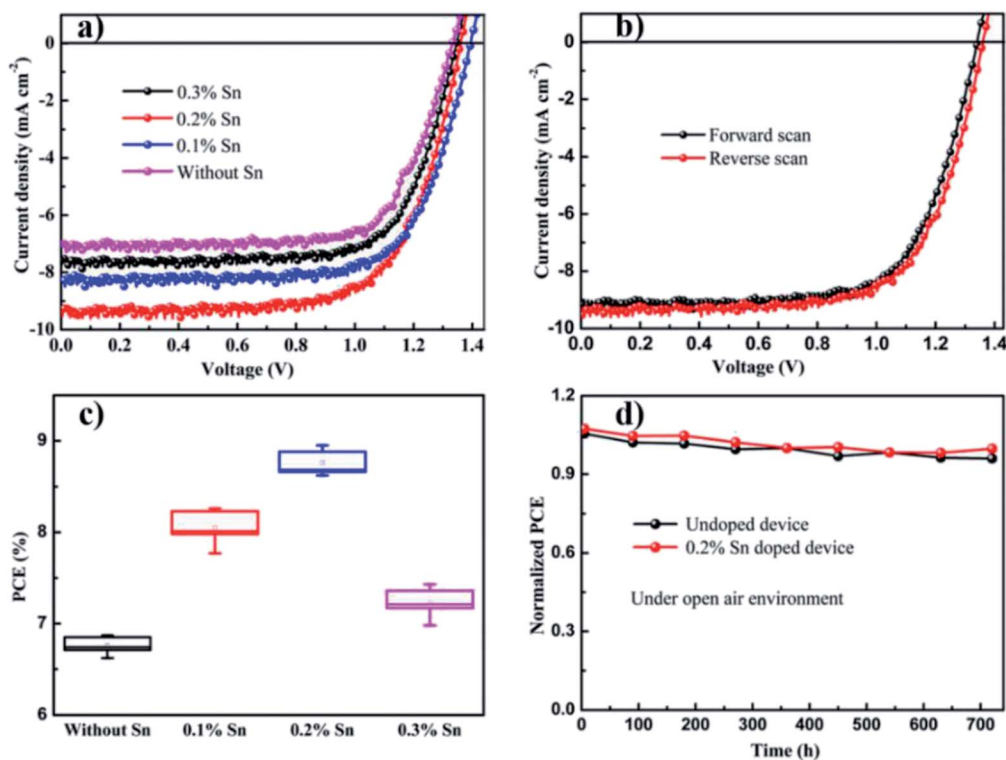 a)
0
-2
-4
-6
-8
-10
Current density (mA cm-2)
0.3% Sn
0.2% Sn
0.1% Sn
Without Sn
0.0 0.2 0.4 0.6 0.8 1.0 1.2 1.4
Voltage (V)
b)
0
-2
-4
-6
-8
-10
Current density (mA cm-2)
Forward scan
Reverse scan
0.0 0.2 0.4 0.6 0.8 1.0 1.2 1.4
Voltage (V)
c)
9
8
7
6
PCE (%)
Without Sn 0.1% Sn 0.2% Sn 0.3% Sn
d)
1.2
0.9
0.6
0.3
0.0
Normalized PCE
Undoped device
0.2% Sn doped device
Under open air environment
0 100 200 300 400 500 600 700
Time (h)